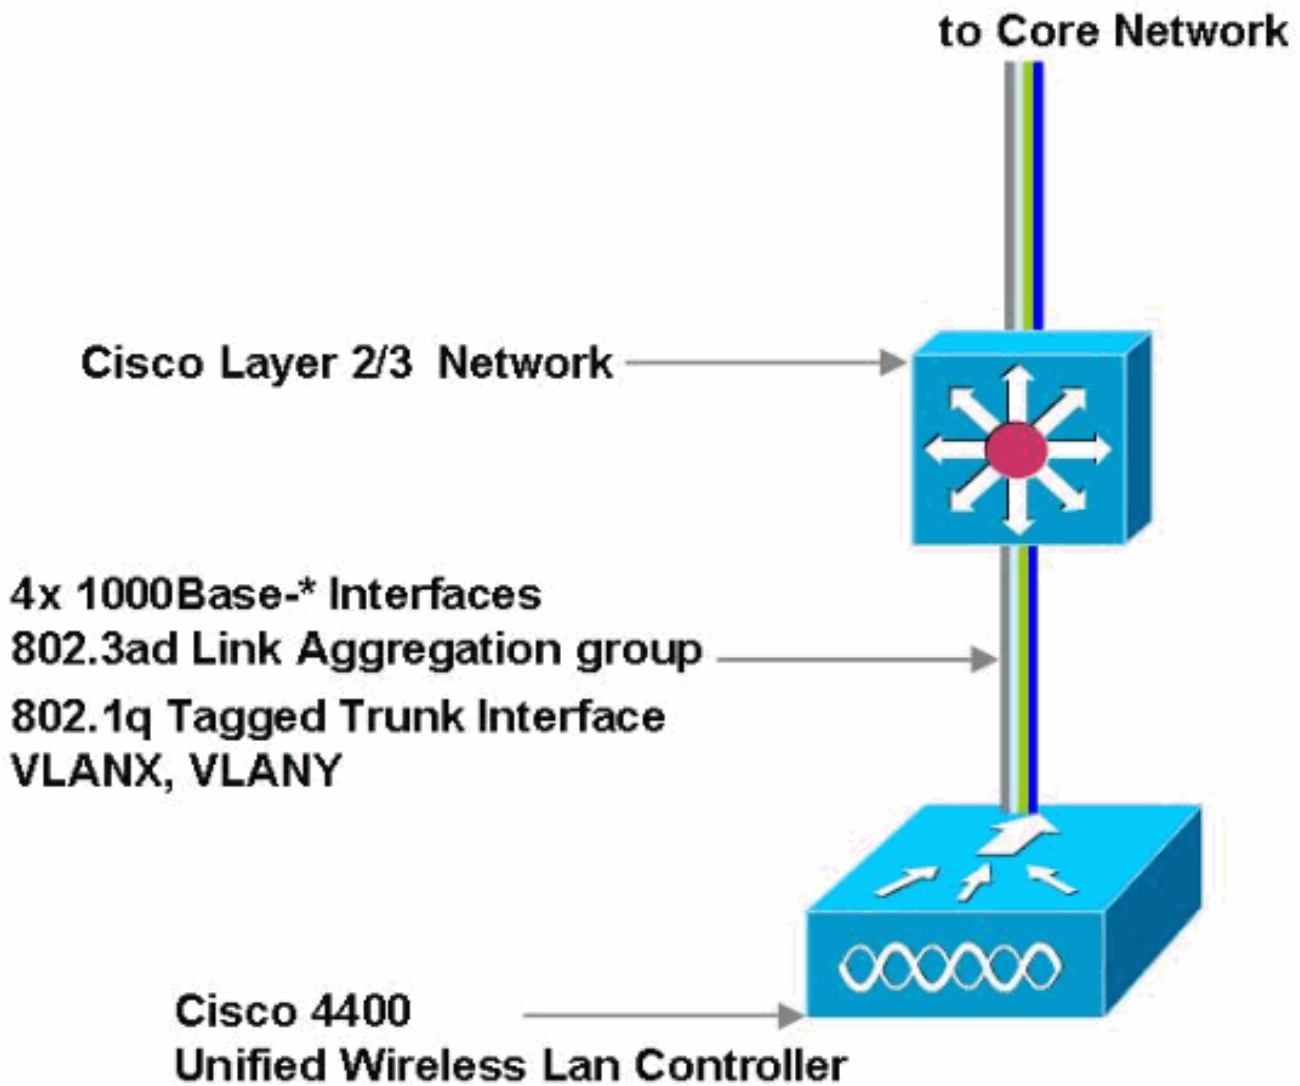 to Core Network
Cisco Layer 2/3 Network
4x 1000Base-* Interfaces
802.3ad Link Aggregation group
802.1q Tagged Trunk Interface
VLANX, VLANY
Cisco 4400
Unified Wireless Lan Controller